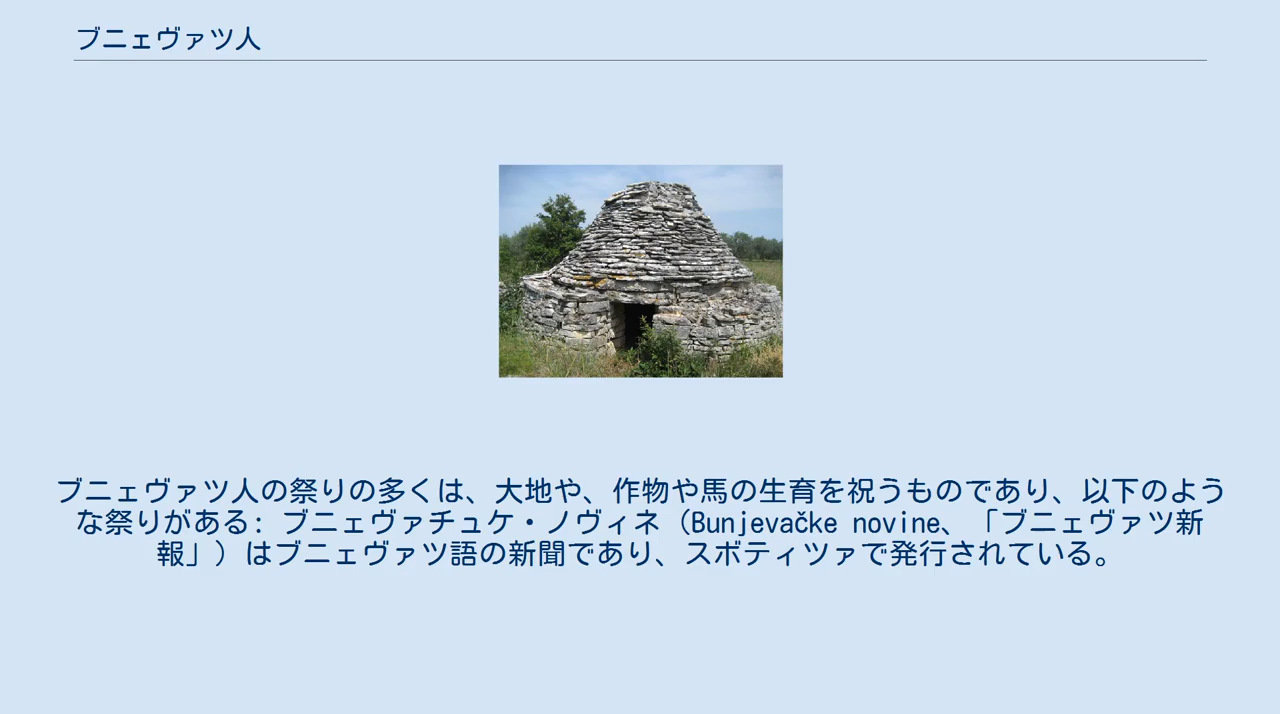 ブニェヴァツ人
ブニェヴァツ人の祭りの多くは、大地や、作物や馬の生育を祝うものであり、以下のよう
な祭りがある: ブニェヴァチュケ・ノヴィネ（Bunjevačke novine、「ブニェヴァツ新
報」）はブニェヴァツ語の新聞であり、スボティツァで発行されている。